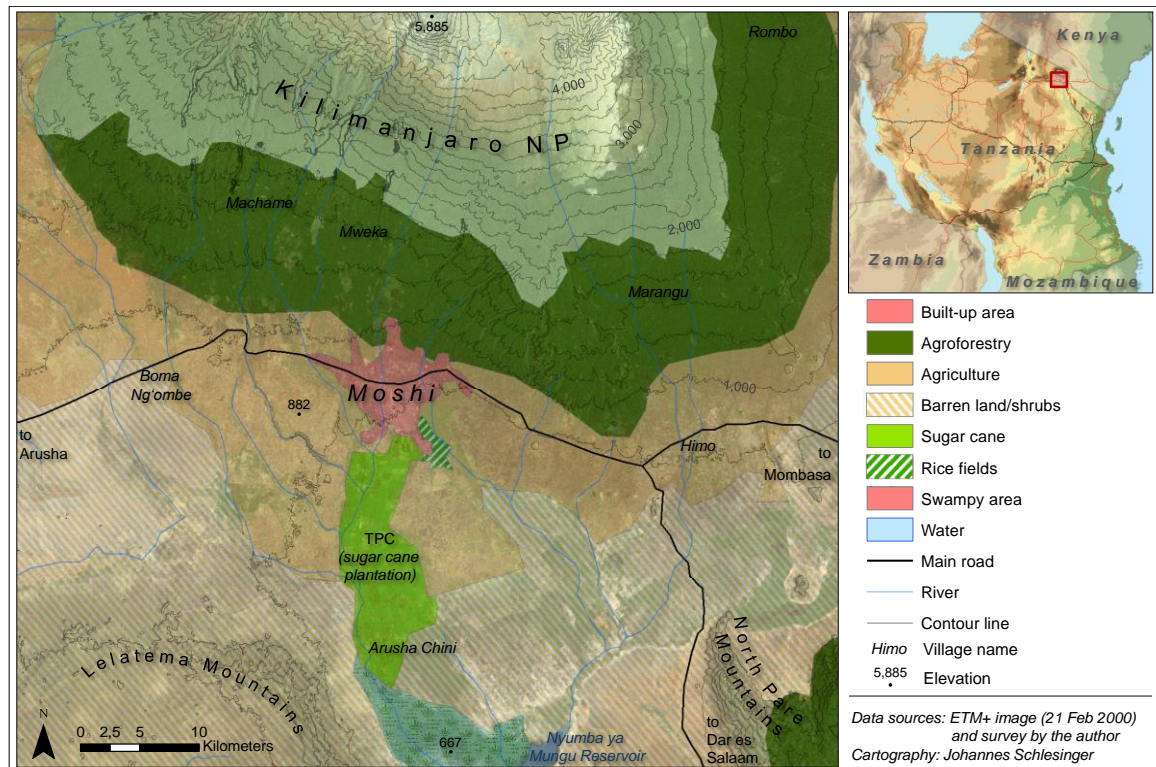 5,885
Rombo
4,000
Kilimanjaro NP
3,000
Machame
Mweka
2,000
Marangu
1,000
Boma
Ng'ombe
Moshi
882
to
Arusha
Himo
to
Mombasa
TPC
(sugar cane
plantation)
Arusha Chini
Lelatema Mountains
North Pare
Mountains
N
0 2,5 5 10
Kilometers
667
Nyumba ya
Mungu Reservoir
to
Dar es
Salaam
Kenya
Tanzania
Zambia
Mozambique
Built-up area
Agroforestry
Agriculture
Barren land/shrubs
Sugar cane
Rice fields
Swampy area
Water
Main road
River
Contour line
Himo Village name
5,885 Elevation
Data sources: ETM+ image (21 Feb 2000)
and survey by the author
Cartography: Johannes Schlesinger